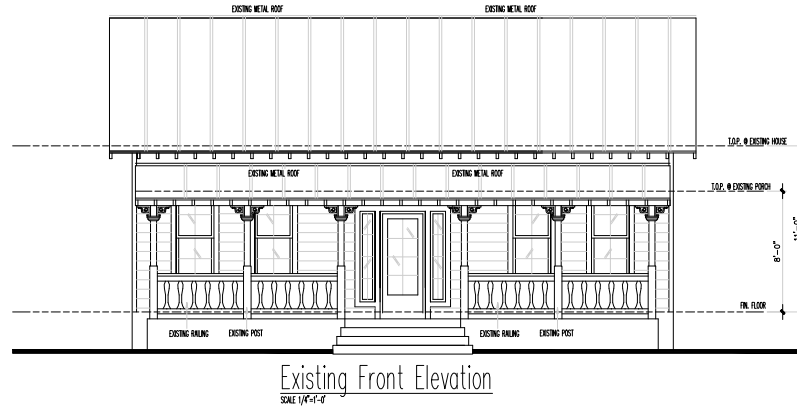 EXISTING METAL ROOF
EXISTING METAL ROOF
T.O.P. @ EXISTING HOUSE
EXISTING METAL ROOF
EXISTING METAL ROOF
T.O.P. @ EXISTING PORCH
8'-0"
FIN. FLOOR
EXISTING RAILING
EXISTING POST
EXISTING RAILING
EXISTING POST
Existing Front Elevation
SCALE 1/4"=1'-0"